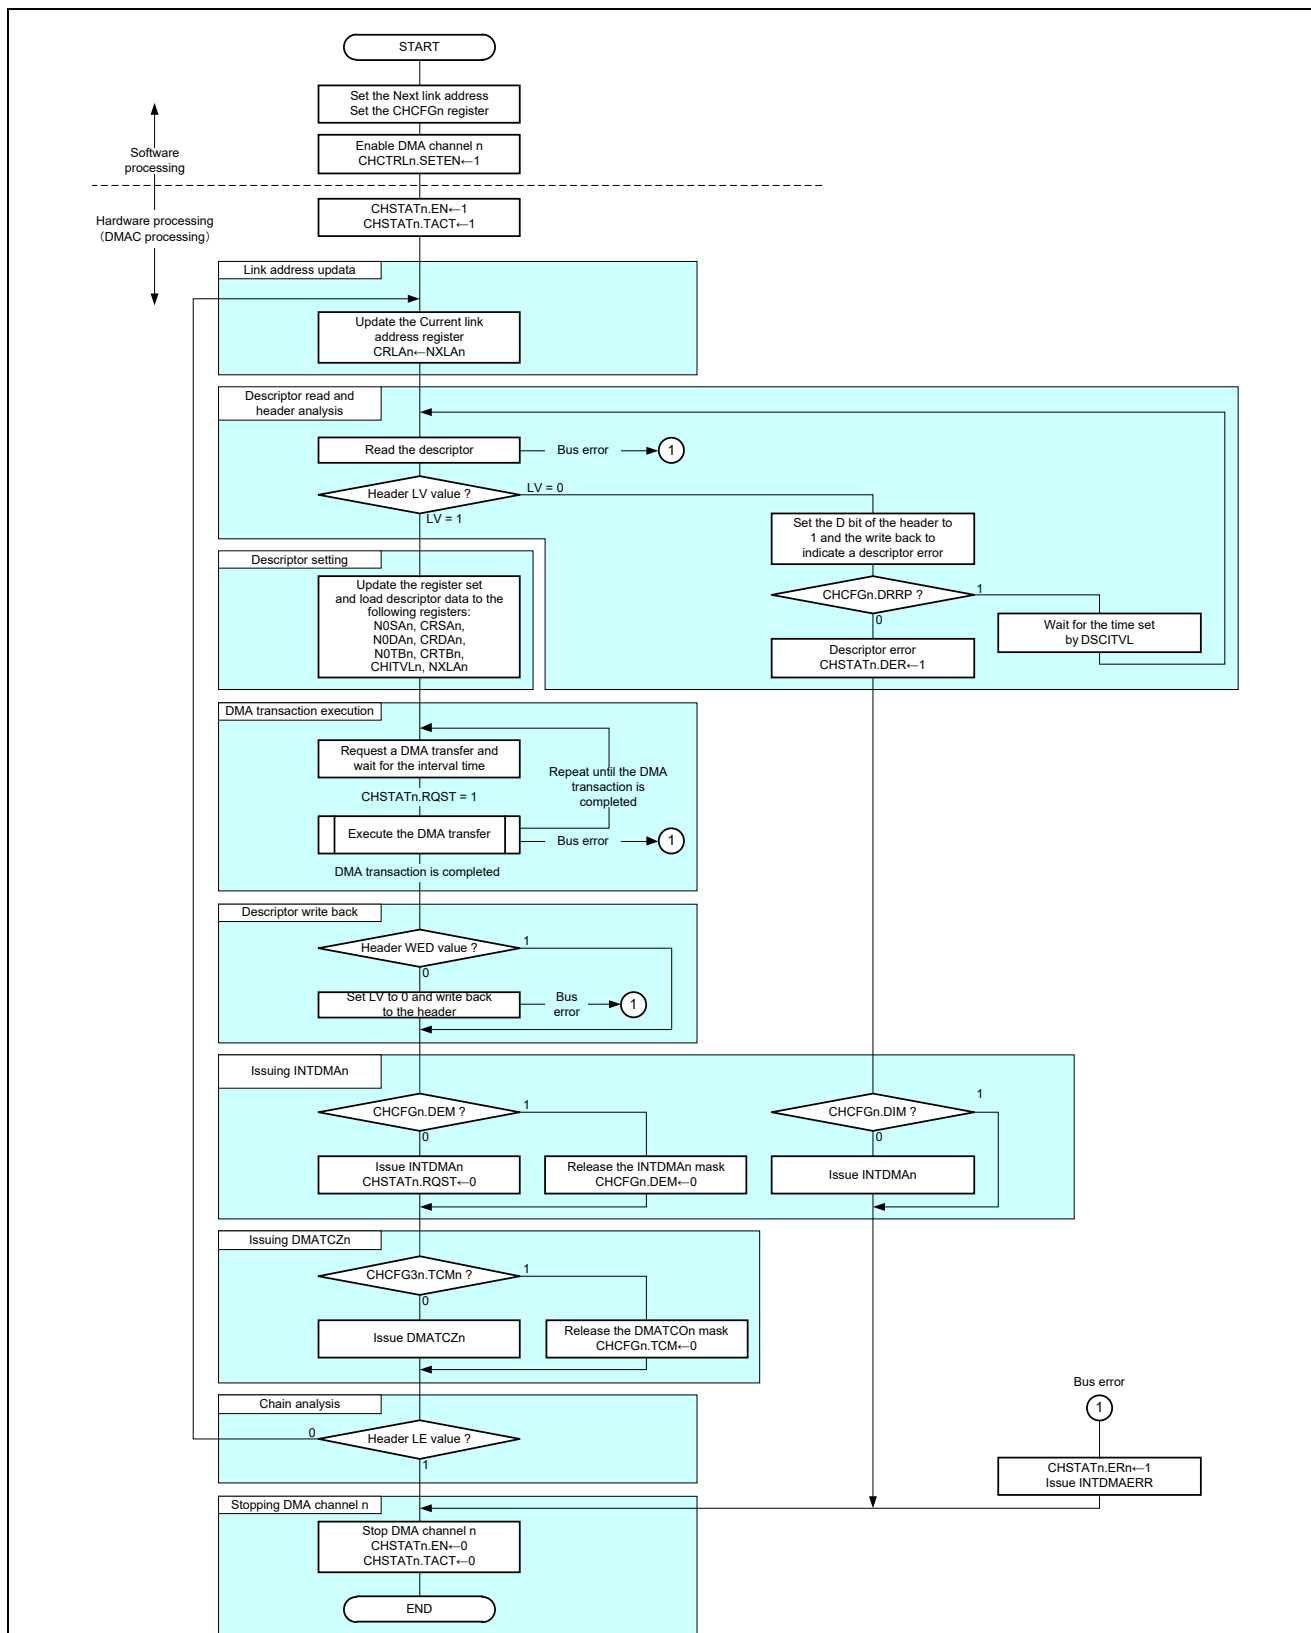 START
Set the Next link address
Set the CHCFGn register
Enable DMA channel n
CHCTRLn.SETEN←1
Software
processing
Hardware processing
(DMAC processing)
CHSTATn.EN←1
CHSTATn.TACT←1
Link address updata
Update the Current link
address register
CRLAn←NXLAn
Descriptor read and
header analysis
Read the descriptor
Bus error
1
Header LV value ?
LV = 0
LV = 1
Set the D bit of the header to
1 and the write back to
indicate a descriptor error
CHCFGn.DRRP ?
1
0
Wait for the time set
by DSCITVL
Descriptor error
CHSTATn.DER←1
Descriptor setting
Update the register set
and load descriptor data to the
following registers:
N0SAn, CRSAn,
N0DAn, CRDAn,
N0TBn, CRTBn,
CHITVLn, NXLAn
DMA transaction execution
Request a DMA transfer and
wait for the interval time
Repeat until the DMA
transaction is
completed
CHSTATn.RQST = 1
Execute the DMA transfer
Bus error
1
DMA transaction is completed
Descriptor write back
Header WED value ?
1
0
Set LV to 0 and write back
to the header
Bus
error
1
Issuing INTDMAn
CHCFGn.DEM ?
1
0
Issue INTDMAn
CHSTATn.RQST←0
Release the INTDMAn mask
CHCFGn.DEM←0
CHCFGn.DIM ?
1
0
Issue INTDMAn
Issuing DMATCZn
CHCFG3n.TCMn ?
1
0
Issue DMATCZn
Release the DMATCOn mask
CHCFGn.TCM←0
Chain analysis
Header LE value ?
0
1
Bus error
1
CHSTATn.ERn←1
Issue INTDMAERR
Stopping DMA channel n
Stop DMA channel n
CHSTATn.EN←0
CHSTATn.TACT←0
END